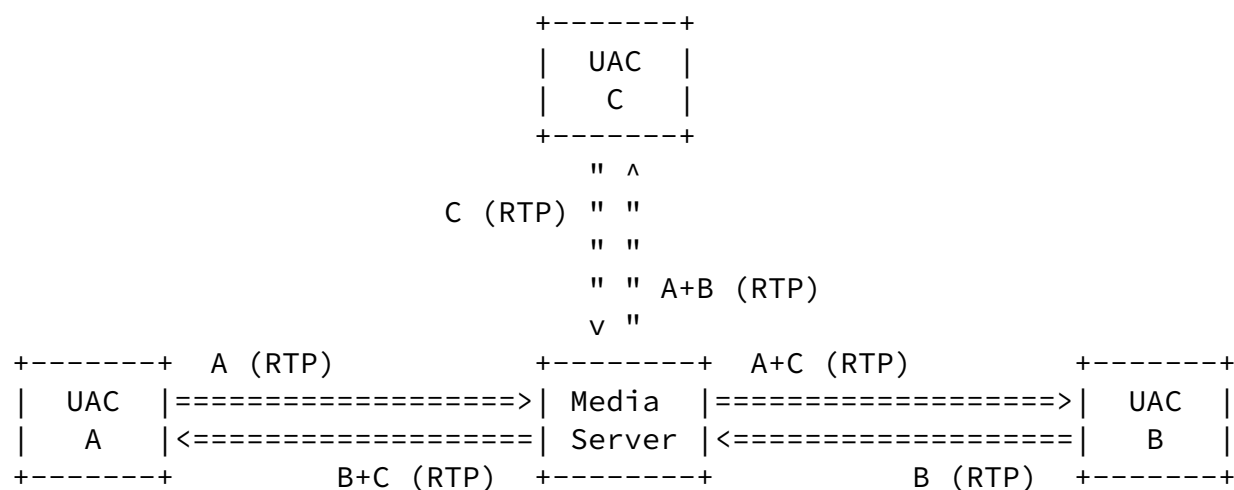 +-------+
|  UAC  |
|   C   |
+-------+
" ^
C (RTP) " "
" "
" " A+B (RTP)
v "
+-------+  A (RTP)           +--------+  A+C (RTP)         +-------+
|  UAC  |===================>| Media  |===================>|  UAC  |
|   A   |<===================| Server |<===================|   B   |
+-------+         B+C (RTP)  +--------+           B (RTP)  +-------+